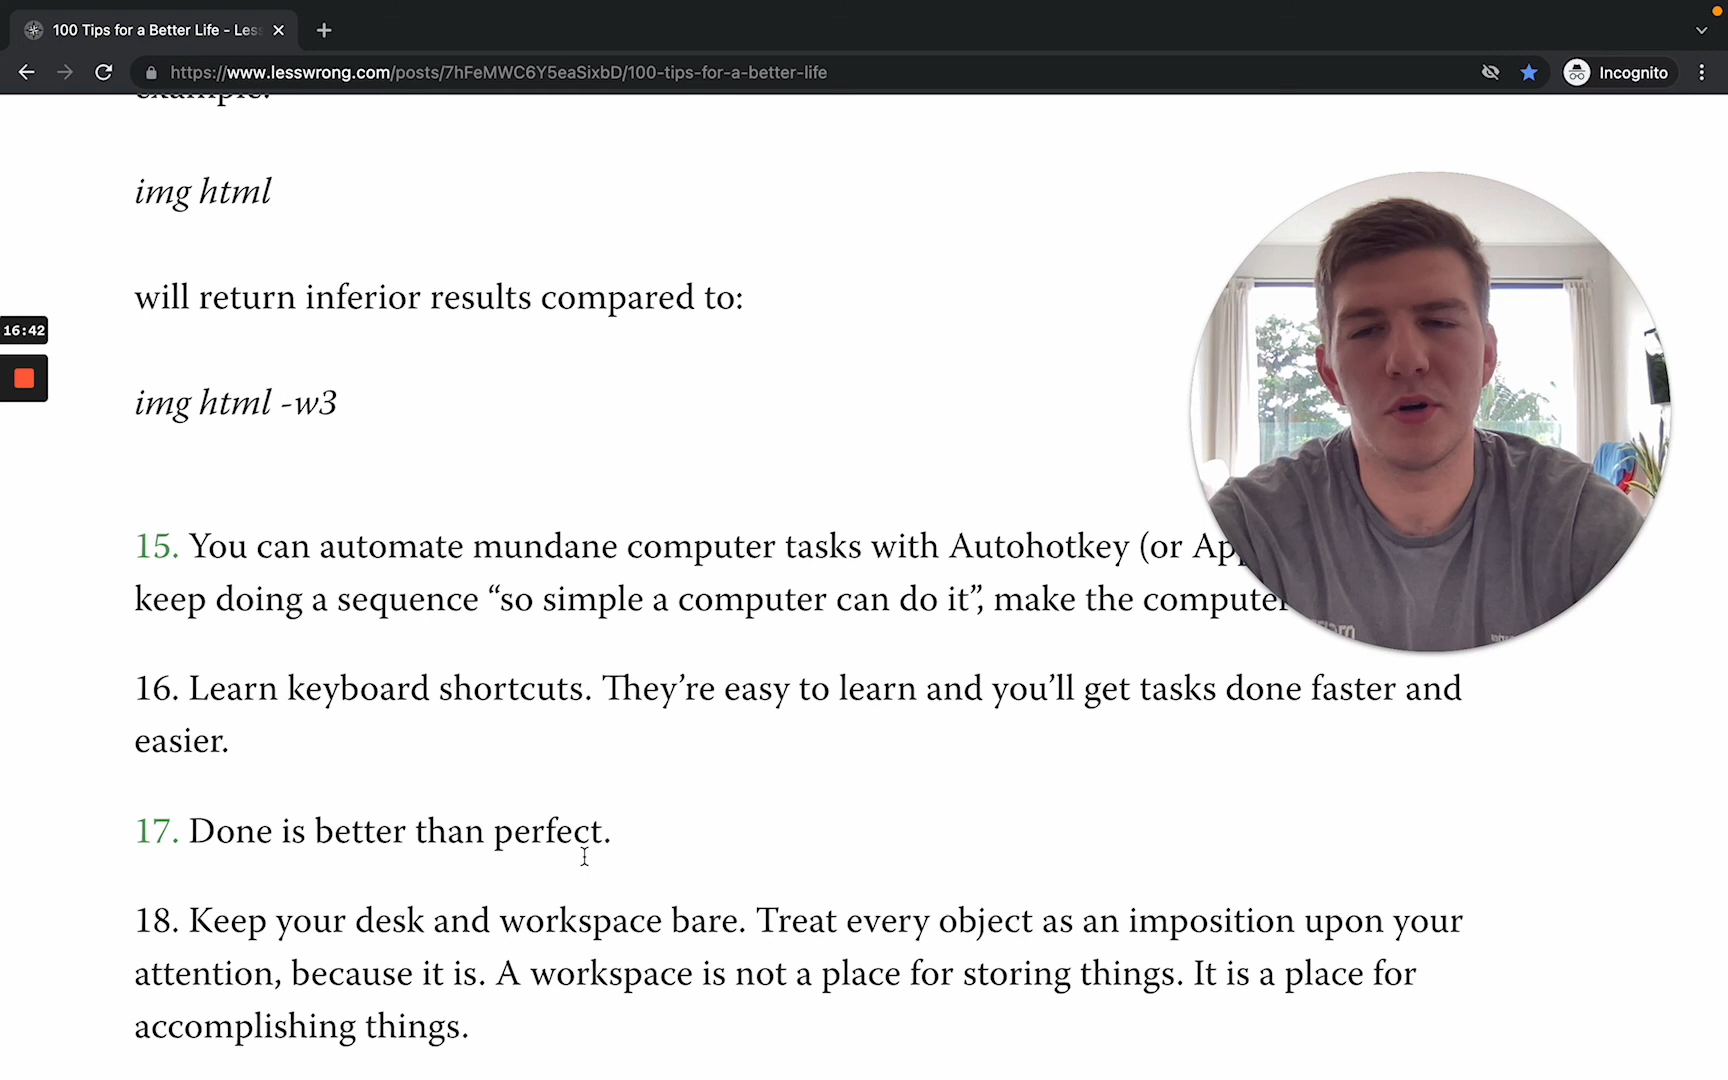 100 Tips for a Better Life - Les
https://www.lesswrong.com/posts/7hFeMWC6Y5eaSixbD/100-tips-for-a-better-life
Incognito
example:
img html
will return inferior results compared to:
16:42
img html -w3
15. You can automate mundane computer tasks with Autohotkey (or Ap
keep doing a sequence “so simple a computer can do it”, make the computer
16. Learn keyboard shortcuts. They’re easy to learn and you’ll get tasks done faster and
easier.
17. Done is better than perfect.
18. Keep your desk and workspace bare. Treat every object as an imposition upon your
attention, because it is. A workspace is not a place for storing things. It is a place for
accomplishing things.